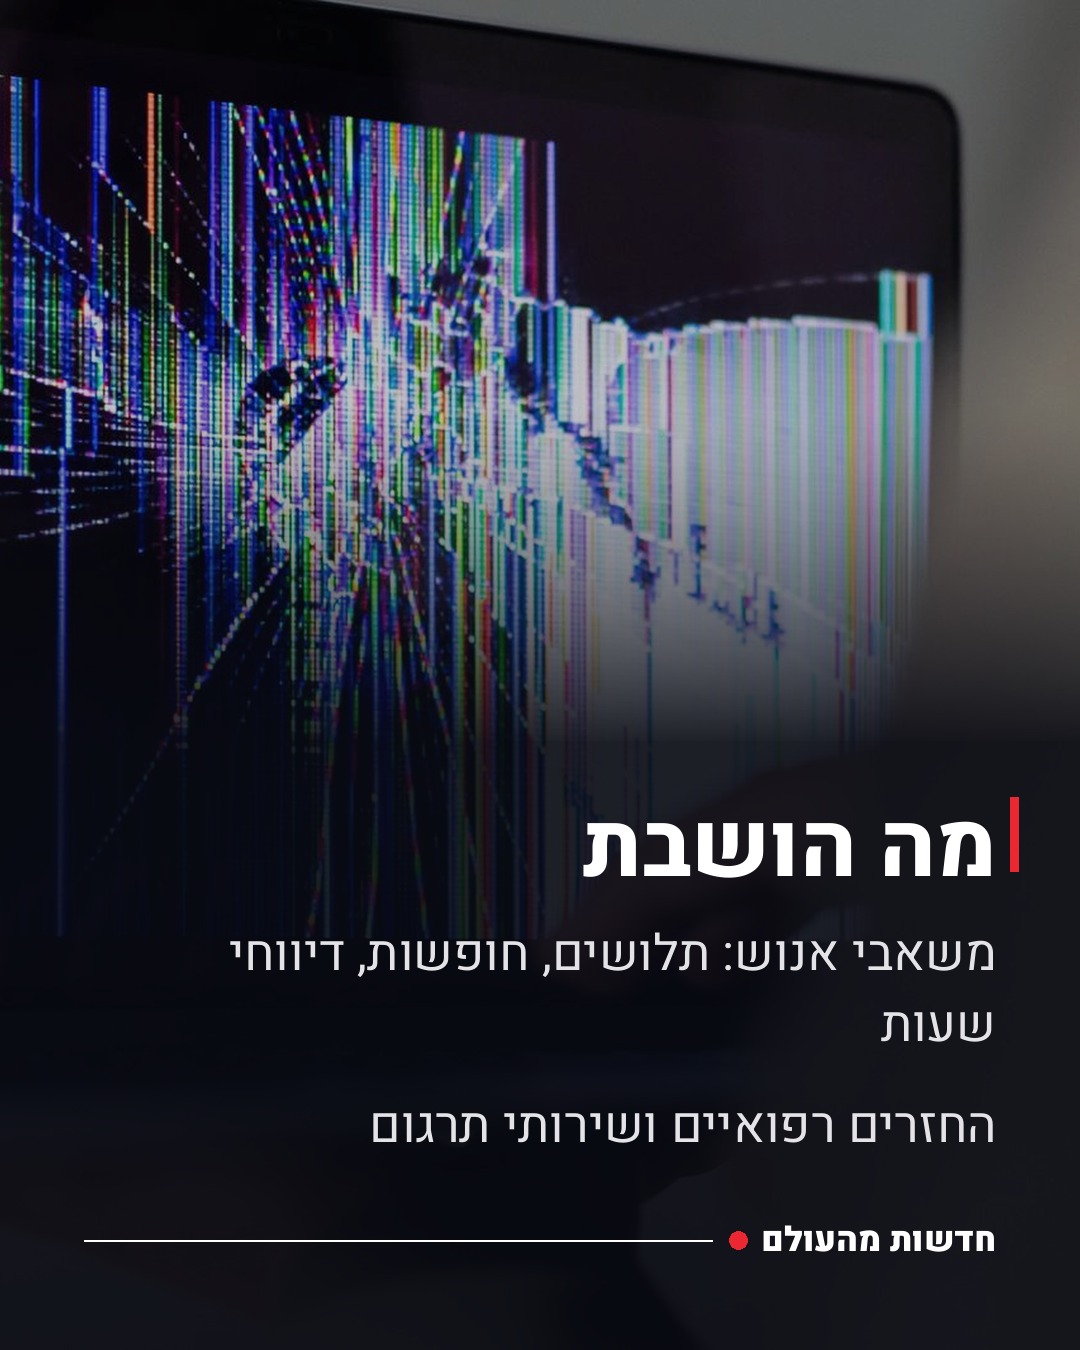 מה הושבת
משאבי אנוש: תלושים, חופשות, דיווחי
שעות
החזרים רפואיים ושירותי תרגום
חדשות מהעולם